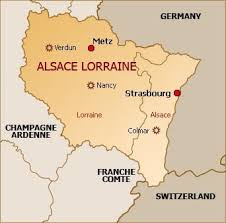 GERMANY
Metz
Verdun
ALSACE LORRAINE
Strasbourg
Nancy
Lorraine
Alsace
Colmar
CHAMPAGNE
ARDENNE
FRANCHE
COMTE
SWITZERLAND